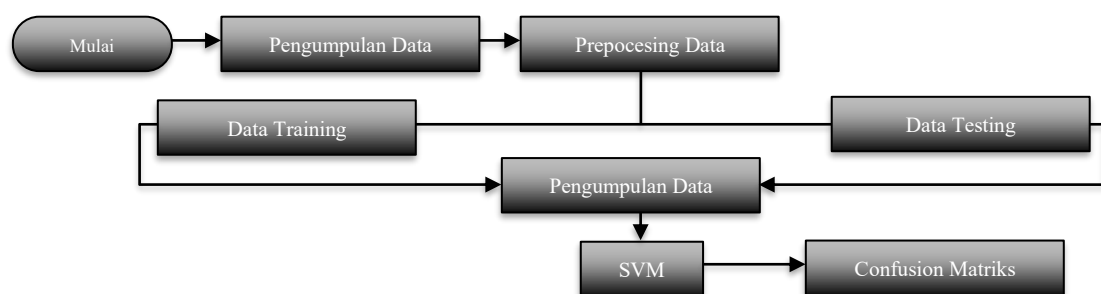 Mulai
Pengumpulan Data
Prepocesing Data
Data Training
Data Testing
Pengumpulan Data
SVM
Confusion Matriks